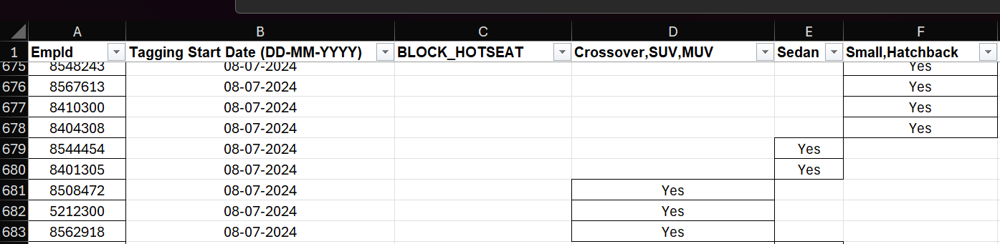 A B C D E F
1 EmpId Tagging Start Date (DD-MM-YYYY) BLOCK_HOTSEAT Crossover,SUV,MUV Sedan Small,Hatchback
675 8548243 08-07-2024 Yes
676 8567613 08-07-2024 Yes
677 8410300 08-07-2024 Yes
678 8404308 08-07-2024 Yes
679 8544454 08-07-2024 Yes
680 8401305 08-07-2024 Yes
681 8508472 08-07-2024 Yes
682 5212300 08-07-2024 Yes
683 8562918 08-07-2024 Yes